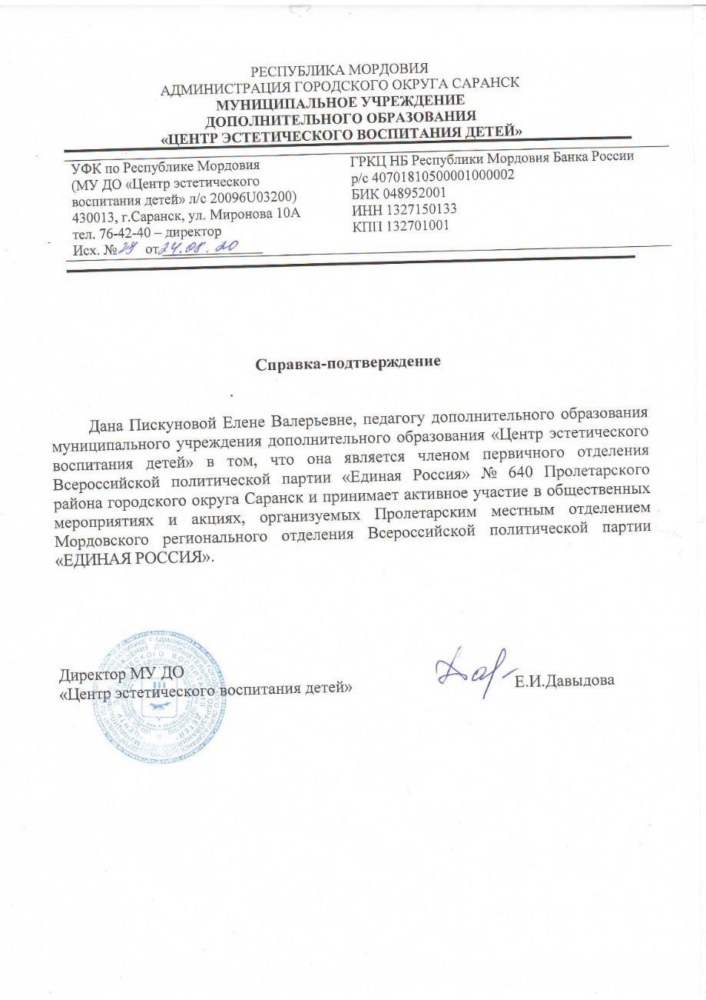 РЕСПУБЛИКА МОРДОВИЯ
АДМИНИСТРАЦИЯ ГОРОДСКОГО ОКРУГА САРАНСК
МУНИЦИПАЛЬНОЕ УЧРЕЖДЕНИЕ
ДОПОЛНИТЕЛЬНОГО ОБРАЗОВАНИЯ
«ЦЕНТР ЭСТЕТИЧЕСКОГО ВОСПИТАНИЯ ДЕТЕЙ»
УФК по Республике Мордовия
(МУ ДО «Центр эстетического
воспитания детей» л/с 20096U03200)
430013, г.Саранск, ул. Миронова 10А
тел. 76-42-40 – директор
Исх. №29 от 24.08.20
ГРКЦ НБ Республики Мордовия Банка России
р/с 40701810500001000002
БИК 048952001
ИНН 1327150133
КПП 132701001
Справка-подтверждение
Дана Пискуновой Елене Валерьевне, педагогу дополнительного образования
муниципального учреждения дополнительного образования «Центр эстетического
воспитания детей» в том, что она является членом первичного отделения
Всероссийской политической партии «Единая Россия» № 640 Пролетарского
района городского округа Саранск и принимает активное участие в общественных
мероприятиях и акциях, организуемых Пролетарским местным отделением
Мордовского регионального отделения Всероссийской политической партии
«ЕДИНАЯ РОССИЯ».
Директор МУ ДО
«Центр эстетического воспитания детей»
Е.И.Давыдова